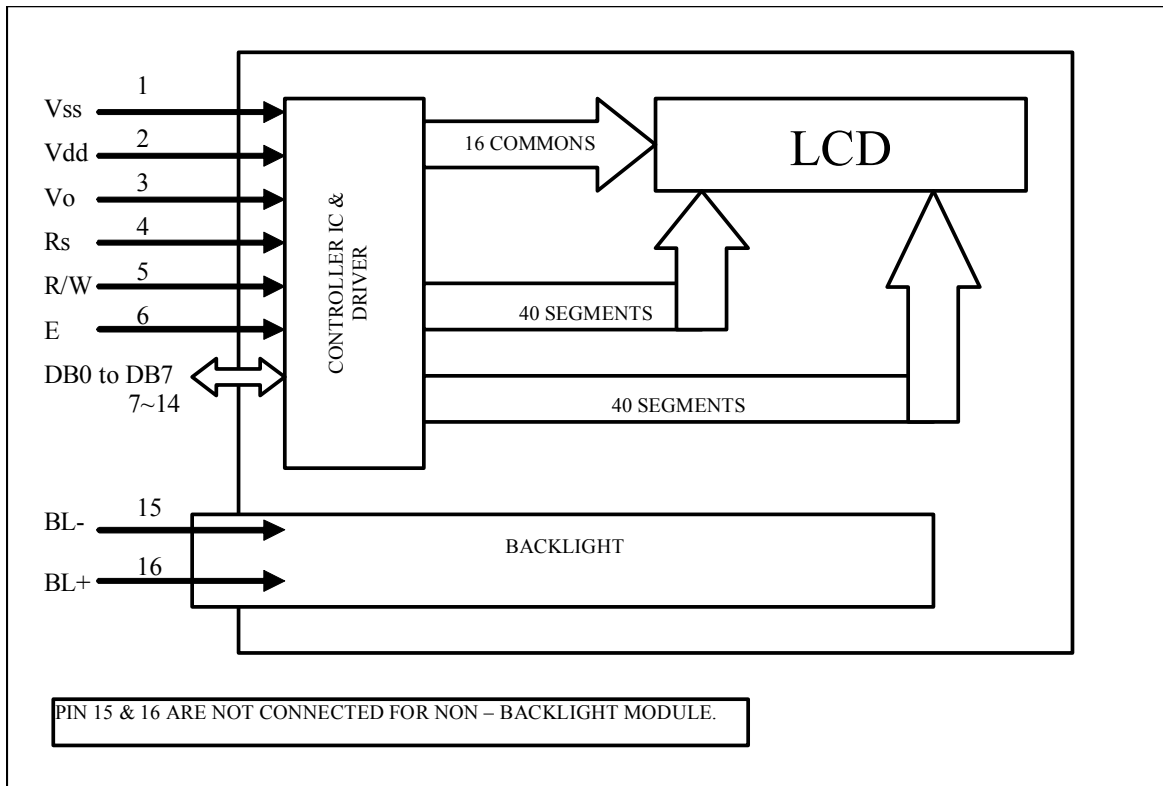 1
Vss
2
Vdd
3
Vo
4
Rs
5
R/W
6
E
DB0 to DB7
7~14
CONTROLLER IC &
DRIVER
16 COMMONS
LCD
40 SEGMENTS
40 SEGMENTS
15
BL-
16
BL+
BACKLIGHT
PIN 15 & 16 ARE NOT CONNECTED FOR NON – BACKLIGHT MODULE.